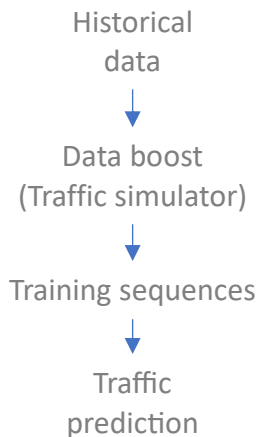 Historical
data
Data boost
(Traffic simulator)
Training sequences
Traffic
prediction